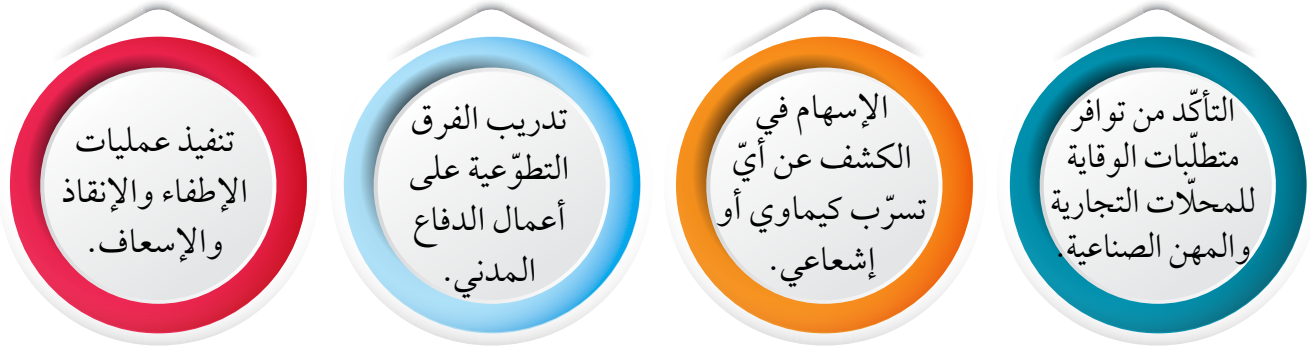 التأكّد من توافر
متطلّبات الوقاية
للمحلّات التجارية
والمهن الصناعية.
الإسهام في
الكشف عن أيّ
تسرّب كيماوي أو
إشعاعي.
تدريب الفرق
التطوّعية على
أعمال الدفاع
المدني.
تنفيذ عمليات
الإطفاء والإنقاذ
والإسعاف.